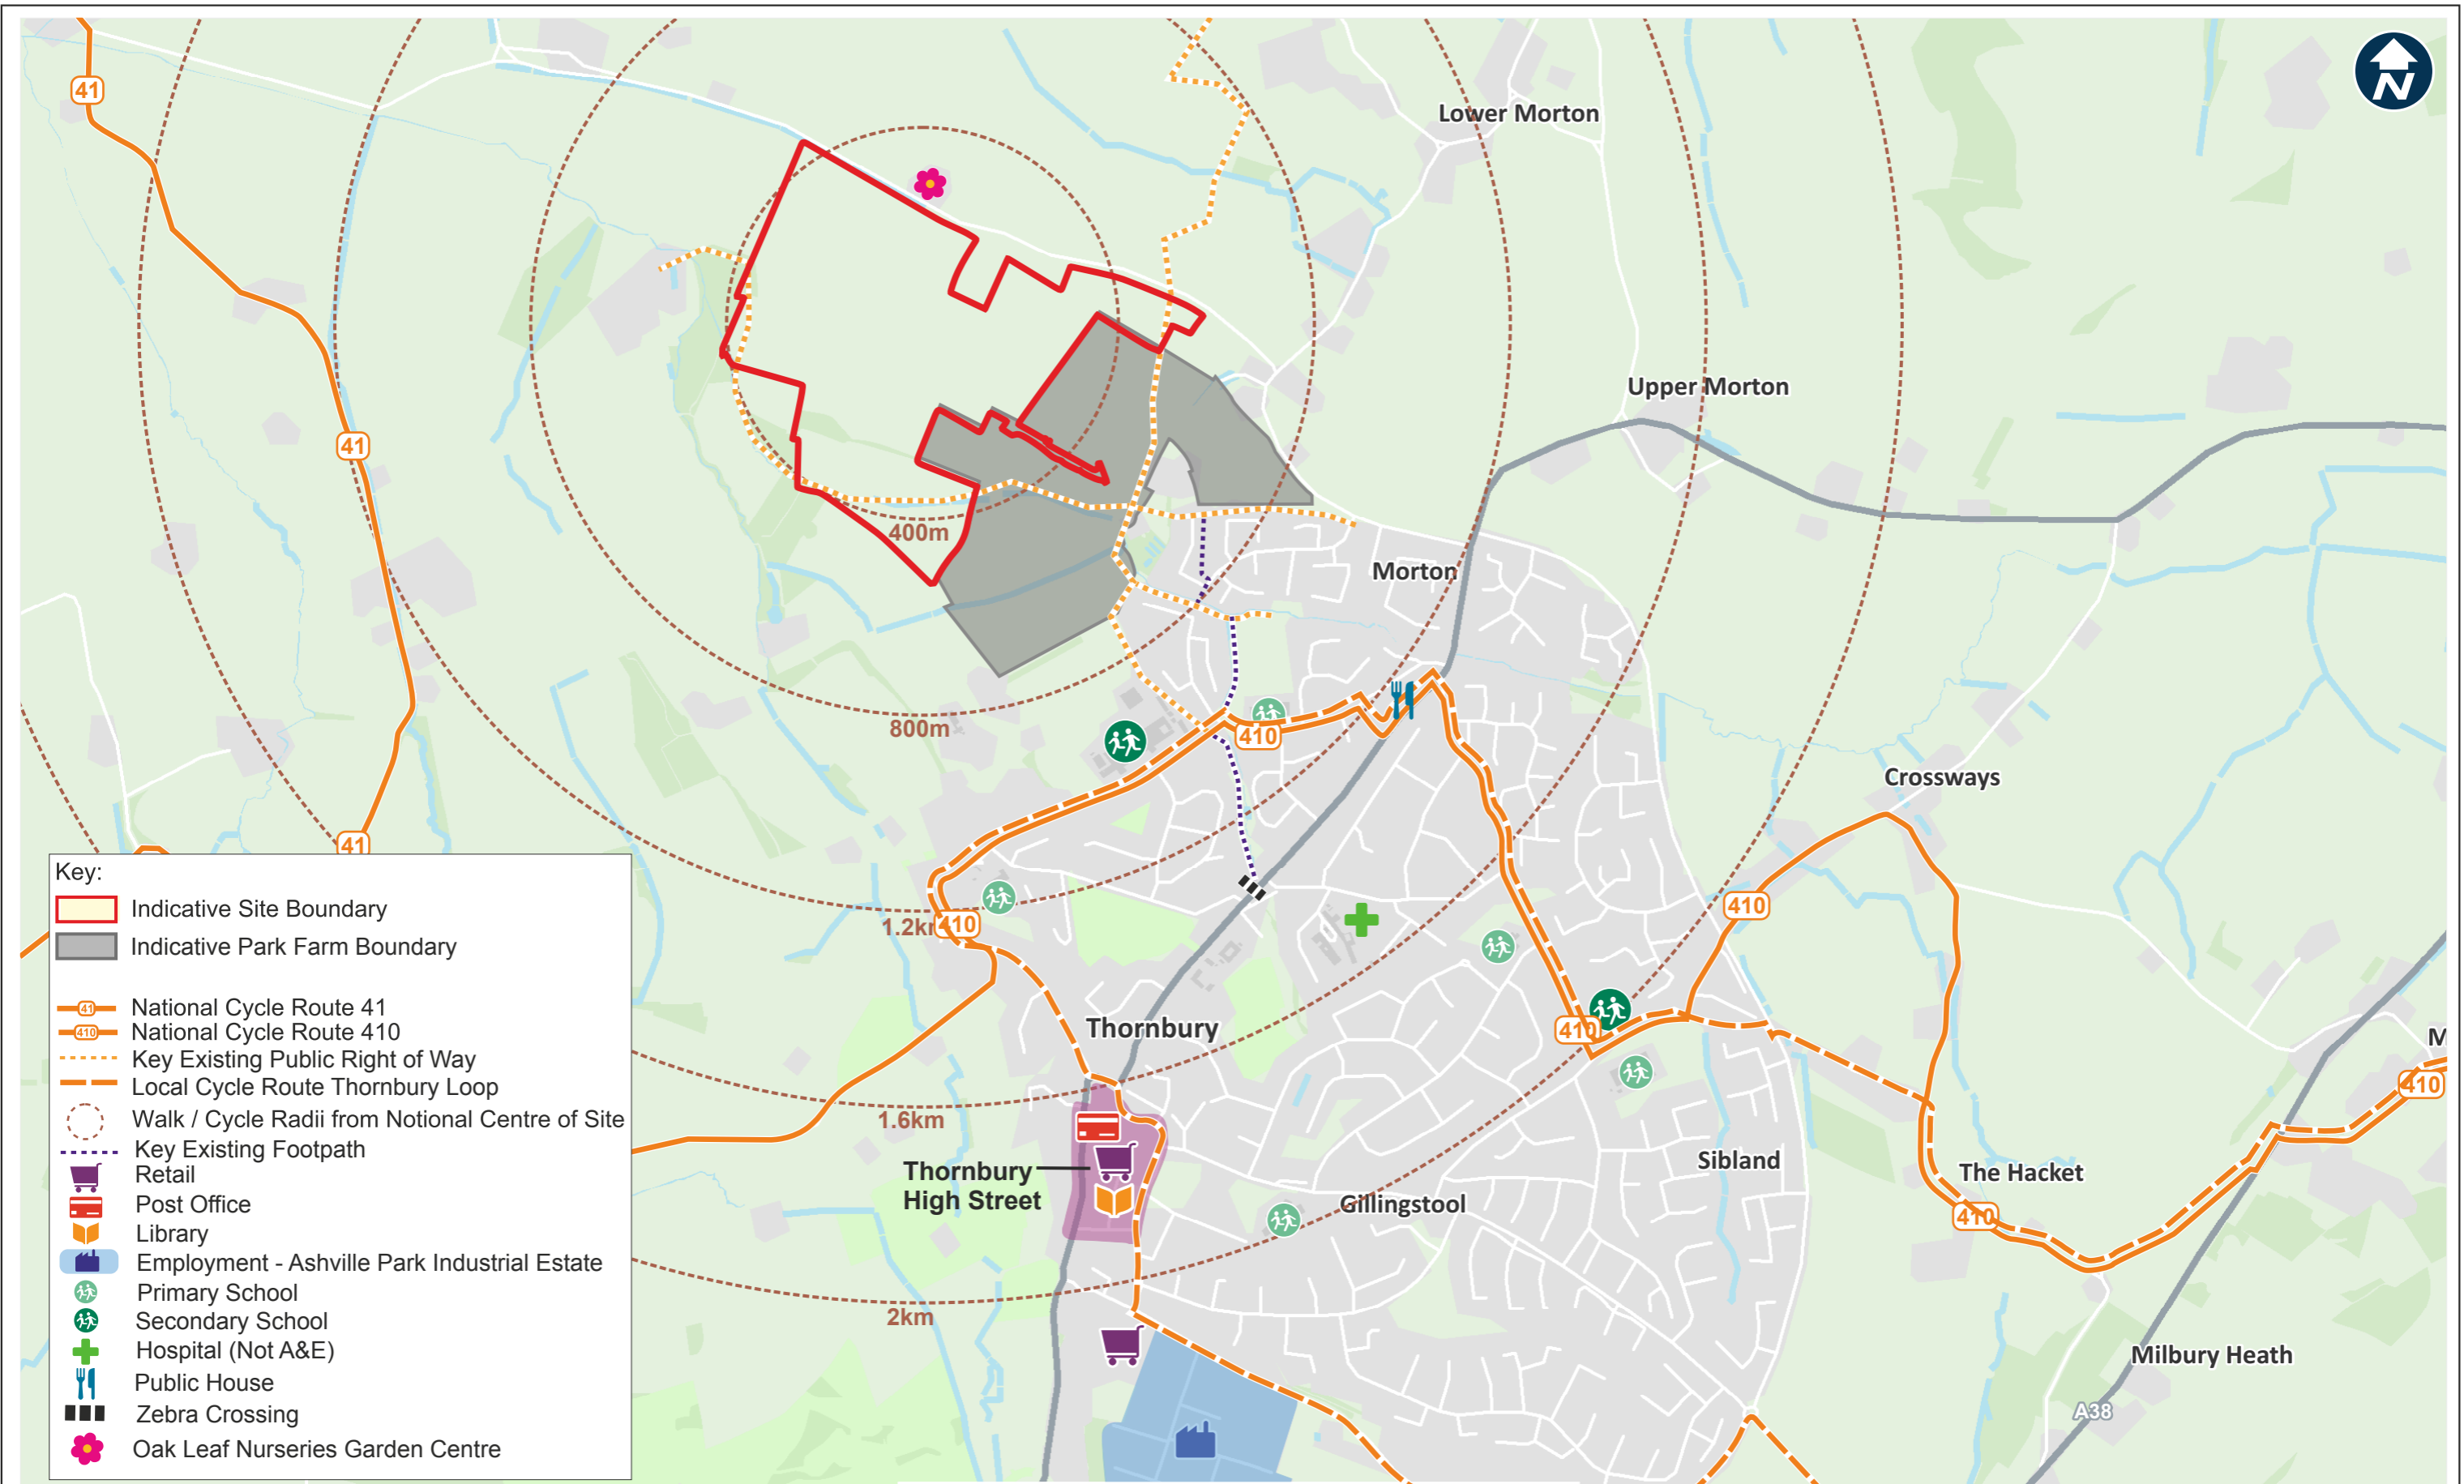 N
41
Lower Morton
Upper Morton
41
400m
Morton
800m
410
Crossways
41
410
1.2km
410
Thornbury
410
M
410
1.6km
Thornbury
High Street
Sibland
The Hacket
Gillingstool
410
2km
Milbury Heath
A38
Key:
Indicative Site Boundary
Indicative Park Farm Boundary
41 National Cycle Route 41
410 National Cycle Route 410
Key Existing Public Right of Way
Local Cycle Route Thornbury Loop
Walk / Cycle Radii from Notional Centre of Site
Key Existing Footpath
Retail
Post Office
Library
Employment - Ashville Park Industrial Estate
Primary School
Secondary School
Hospital (Not A&E)
Public House
Zebra Crossing
Oak Leaf Nurseries Garden Centre